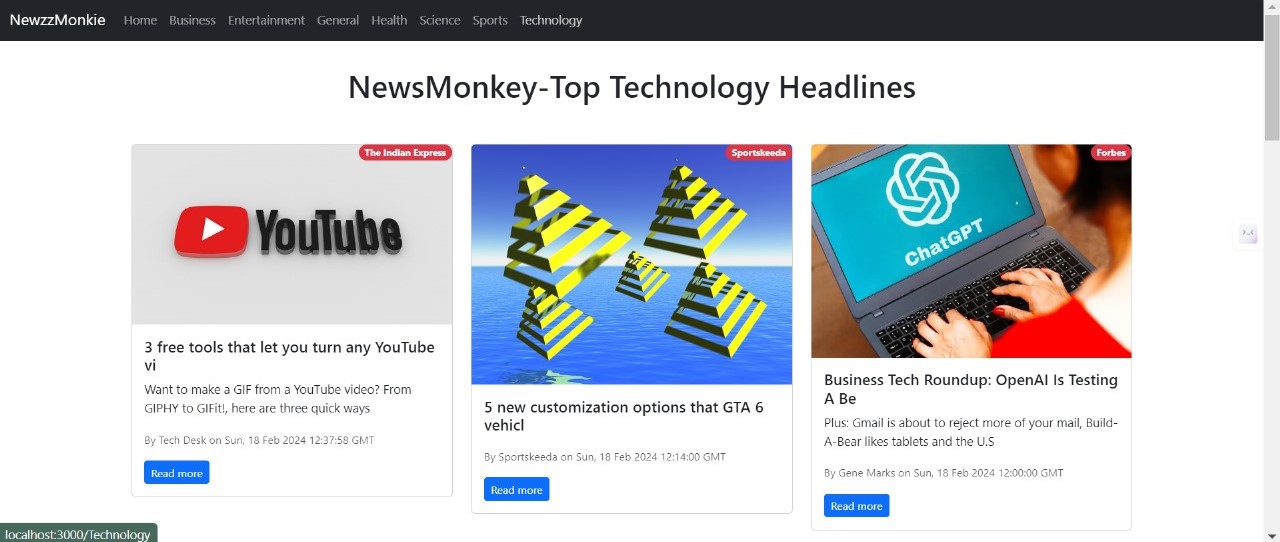 NewzzMonkie Home Business Entertainment General Health Science Sports Technology
NewsMonkey-Top Technology Headlines
The Indian Express
YouTube
3 free tools that let you turn any YouTube
vi
Want to make a GIF from a YouTube video? From
GIPHY to GIFit!, here are three quick ways
By Tech Desk on Sun, 18 Feb 2024 12:37:58 GMT
Read more
Sportskeeda
5 new customization options that GTA 6
vehicl
By Sportskeeda on Sun, 18 Feb 2024 12:14:00 GMT
Read more
Forbes
ChatGPT
Business Tech Roundup: OpenAI Is Testing
A Be
Plus: Gmail is about to reject more of your mail, Build-
A-Bear likes tablets and the U.S
By Gene Marks on Sun, 18 Feb 2024 12:00:00 GMT
Read more
localhost:3000/Technology